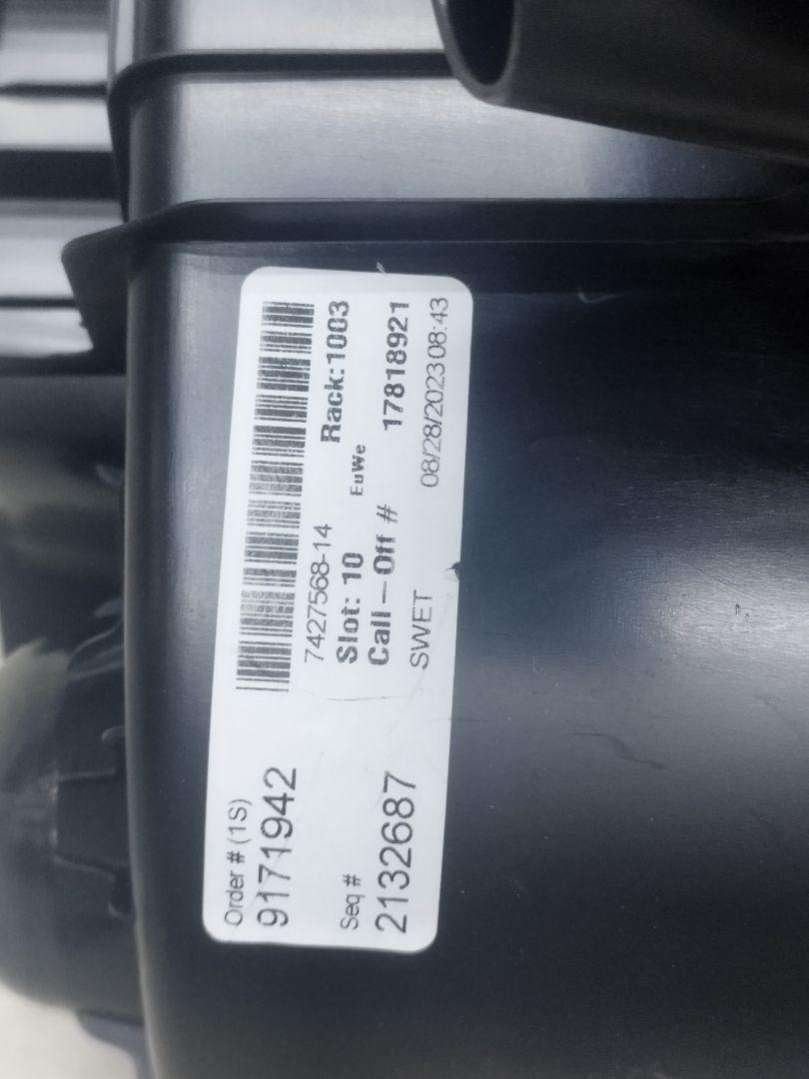 Order # (1S)
9171942
Seq #
2132687
7427568-14
Slot: 10 Rack:1003
EuWe
Call – Off # 17818921
SWET 08/28/2023 08:43